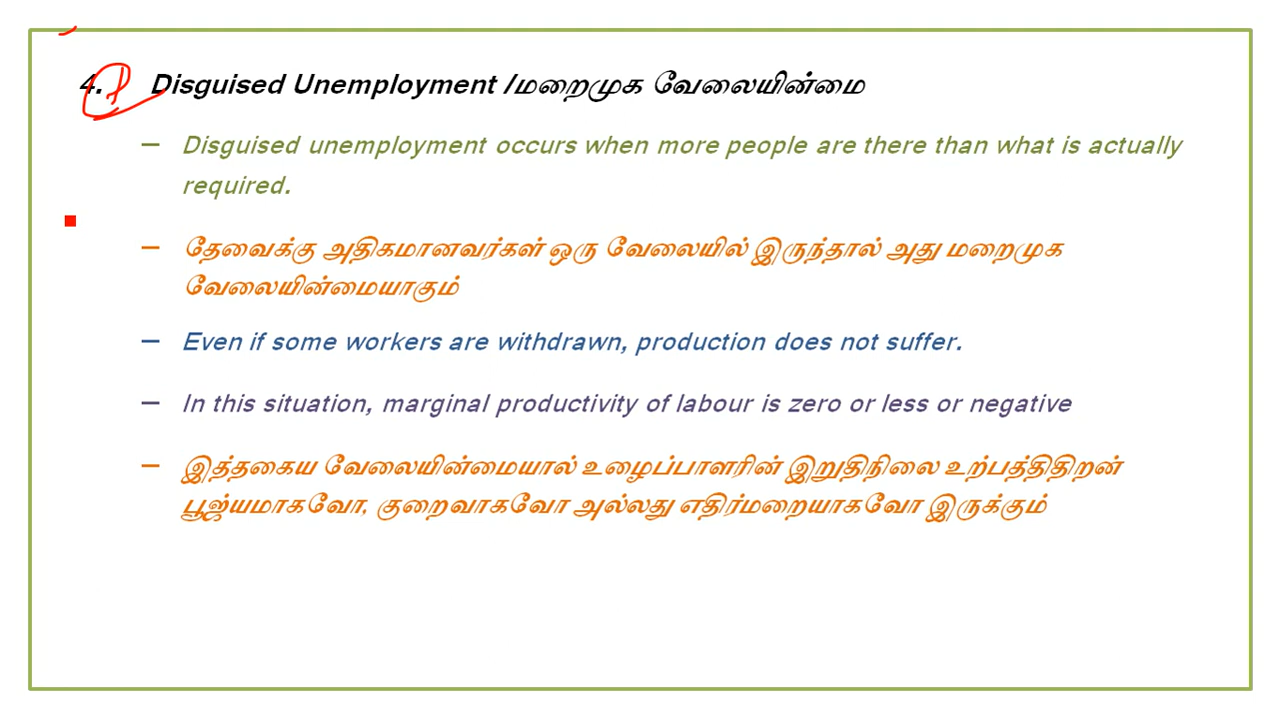 4. Disguised Unemployment /மறைமுக வேலையின்மை
– Disguised unemployment occurs when more people are there than what is actually
required.
– தேவைக்கு அதிகமானவர்கள் ஒரு வேலையில் இருந்தால் அது மறைமுக
வேலையின்மையாகும்
– Even if some workers are withdrawn, production does not suffer.
– In this situation, marginal productivity of labour is zero or less or negative
– இத்தகைய வேலையின்மையால் உழைப்பாளரின் இறுதிநிலை உற்பத்திதிறன்
பூஜ்யமாகவோ, குறைவாகவோ அல்லது எதிர்மறையாகவோ இருக்கும்